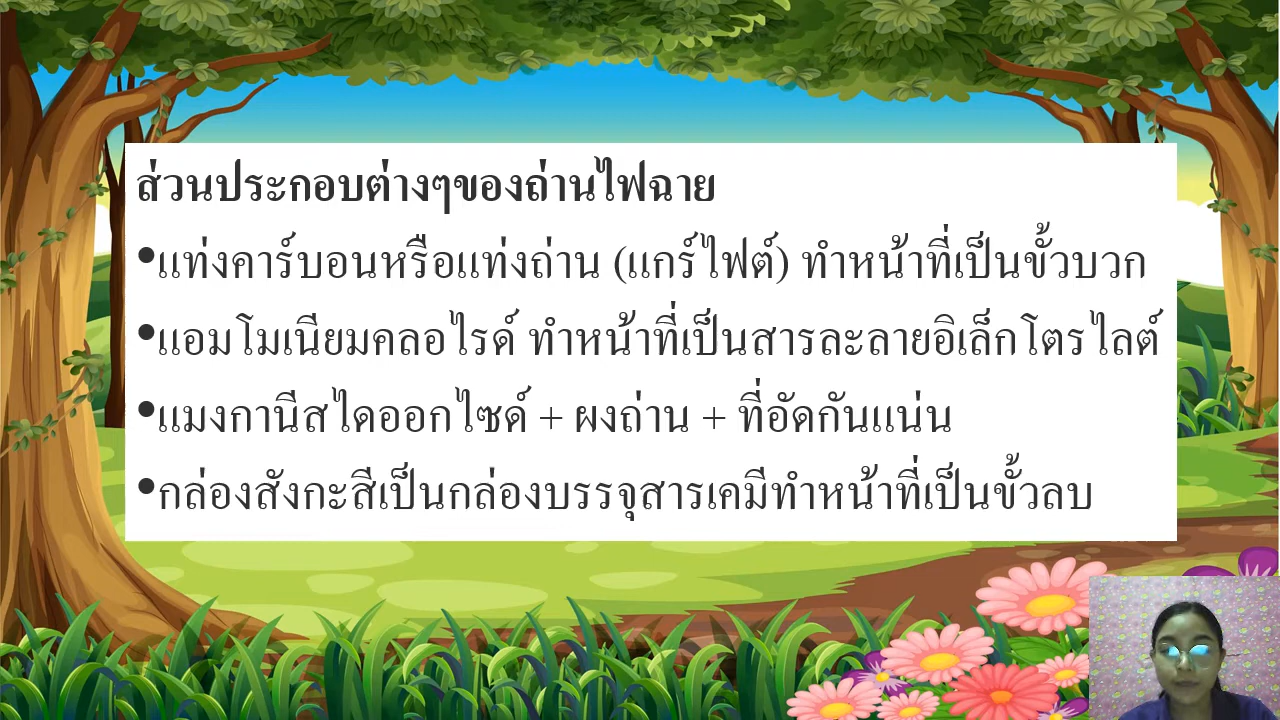 ส่วนประกอบต่างๆของถ่านไฟฉาย
•แท่งคาร์บอนหรือแท่งถ่าน (แกร์ไฟต์) ทำหน้าที่เป็นขั้วบวก
•แอมโมเนียมคลอไรด์ ทำหน้าที่เป็นสารละลายอิเล็กโตรไลต์
•แมงกานีสไดออกไซด์ + ผงถ่าน + ที่อัดกันแน่น
•กล่องสังกะสีเป็นกล่องบรรจุสารเคมีทำหน้าที่เป็นขั้วลบ